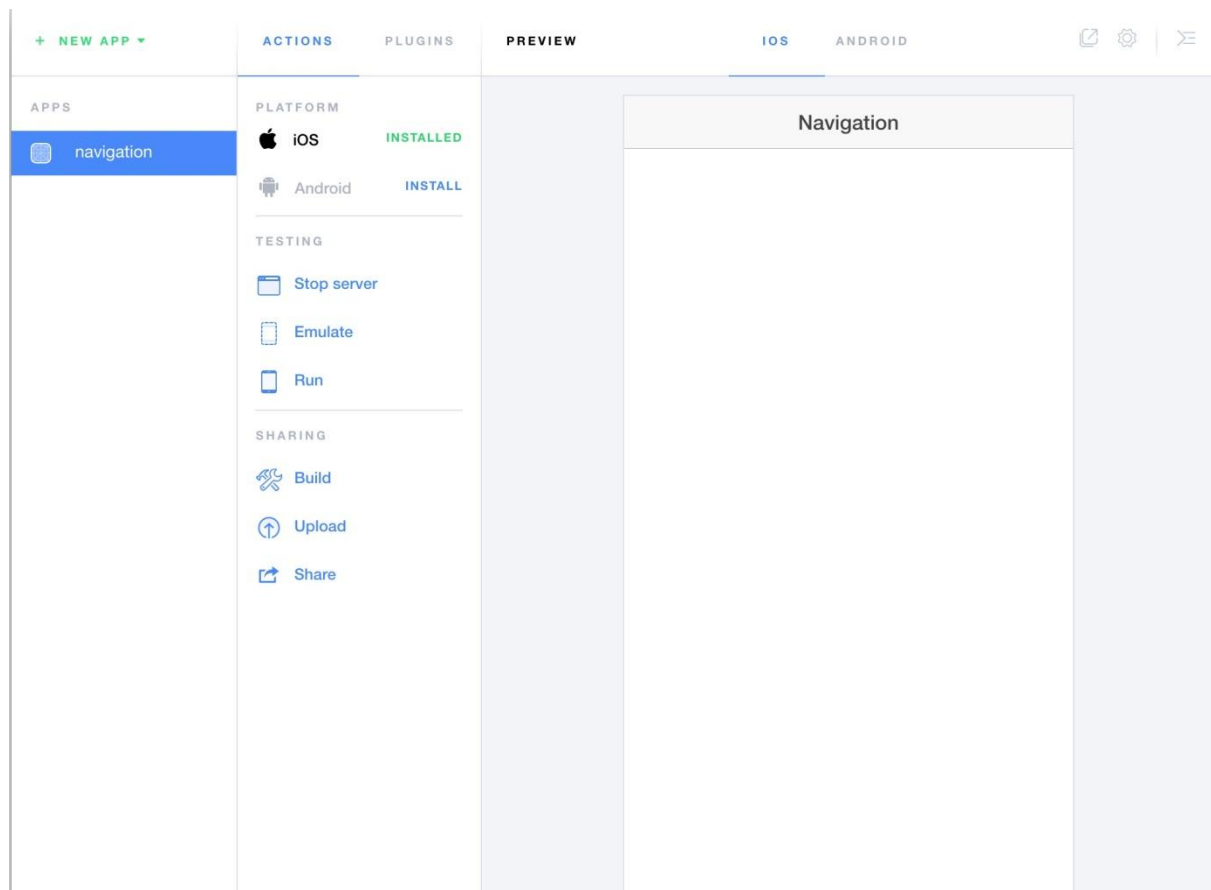 + NEW APP
ACTIONS PLUGINS
PREVIEW
IOS ANDROID
APPS
navigation
PLATFORM
iOS INSTALLED
Android INSTALL
TESTING
Stop server
Emulate
Run
SHARING
Build
Upload
Share
Navigation